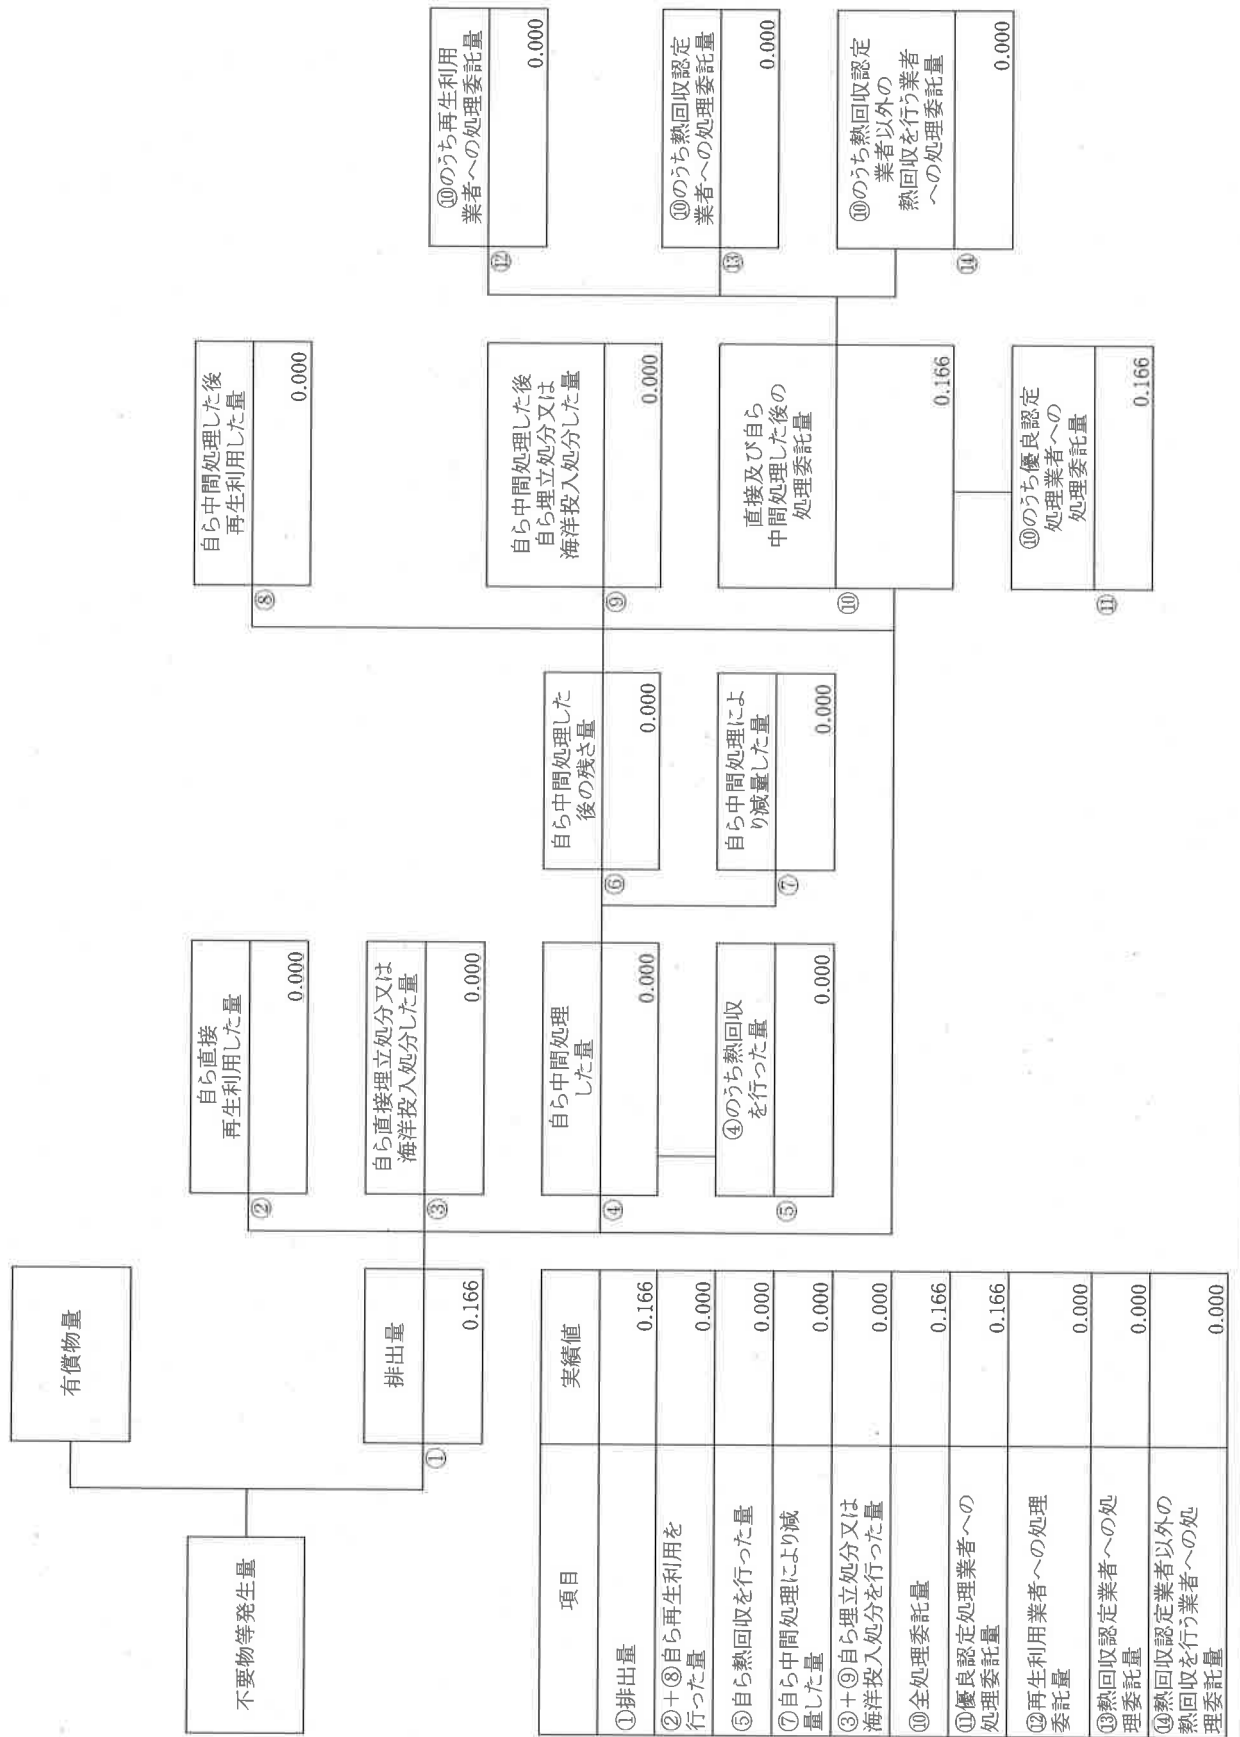 不要物等発生量
有償物量
①
排出量
0.166
②
自ら直接
再生利用した量
0.000
③
自ら直接埋立処分又は
海洋投入処分した量
0.000
④
自ら中間処理
した量
0.000
⑤
④のうち熱回収
を行った量
0.000
⑥
自ら中間処理した
後の残さ量
0.000
⑦
自ら中間処理によ
り減量した量
0.000
⑧
自ら中間処理した後
再生利用した量
0.000
⑨
自ら中間処理した後
自ら埋立処分又は
海洋投入処分した量
0.000
⑩
直接及び自ら
中間処理した後の
処理委託量
0.166
⑪
⑩のうち優良認定
処理業者への
処理委託量
0.166
⑫
⑩のうち再生利用
業者への処理委託量
0.000
⑬
⑩のうち熱回収認定
業者への処理委託量
0.000
⑭
⑩のうち熱回収認定
業者以外の
熱回収を行う業者
への処理委託量
0.000
項目 実績値
①排出量 0.166
②+⑧自ら再生利用を
行った量 0.000
⑤自ら熱回収を行った量 0.000
⑦自ら中間処理により減
量した量 0.000
③+⑨自ら埋立処分又は
海洋投入処分を行った量 0.000
⑩全処理委託量 0.166
⑪優良認定処理業者への
処理委託量 0.166
⑫再生利用業者への処理
委託量 0.000
⑬熱回収認定業者への処
理委託量 0.000
⑭熱回収認定業者以外の
熱回収を行う業者への処
理委託量 0.000